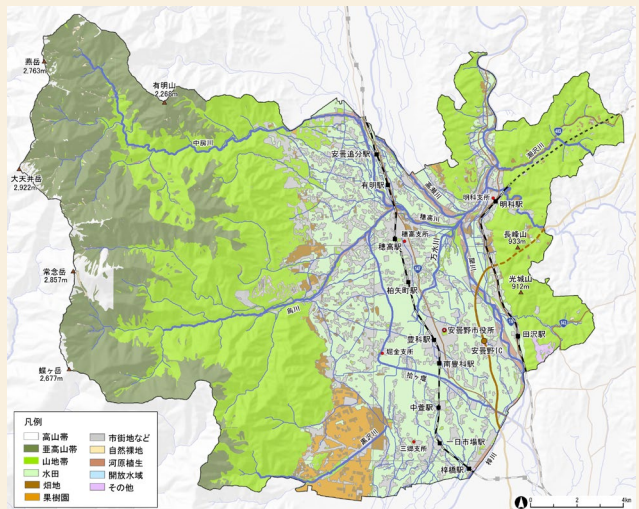 燕岳
2,763m
有明山
2,268m
中房川
大天井岳
2,922m
常念岳
2,857m
蝶ヶ岳
2,677m
烏川
黒沢川
安曇追分駅
有明駅
高瀬川
穂高川
穂高支所
穂高駅
万水川
柏矢町駅
147
犀川
明科支所
明科駅
潮沢川
403
長峰山
933m
光城山
912m
田沢駅
安曇野市役所
安曇野IC
豊科駅
南豊科駅
堀金支所
拾ヶ堰
中萱駅
三郷支所
一日市場駅
梓橋駅
梓川
凡例
高山帯
亜高山帯
山地帯
水田
畑地
果樹園
市街地など
自然裸地
河原植生
開放水域
その他
0 2 4km